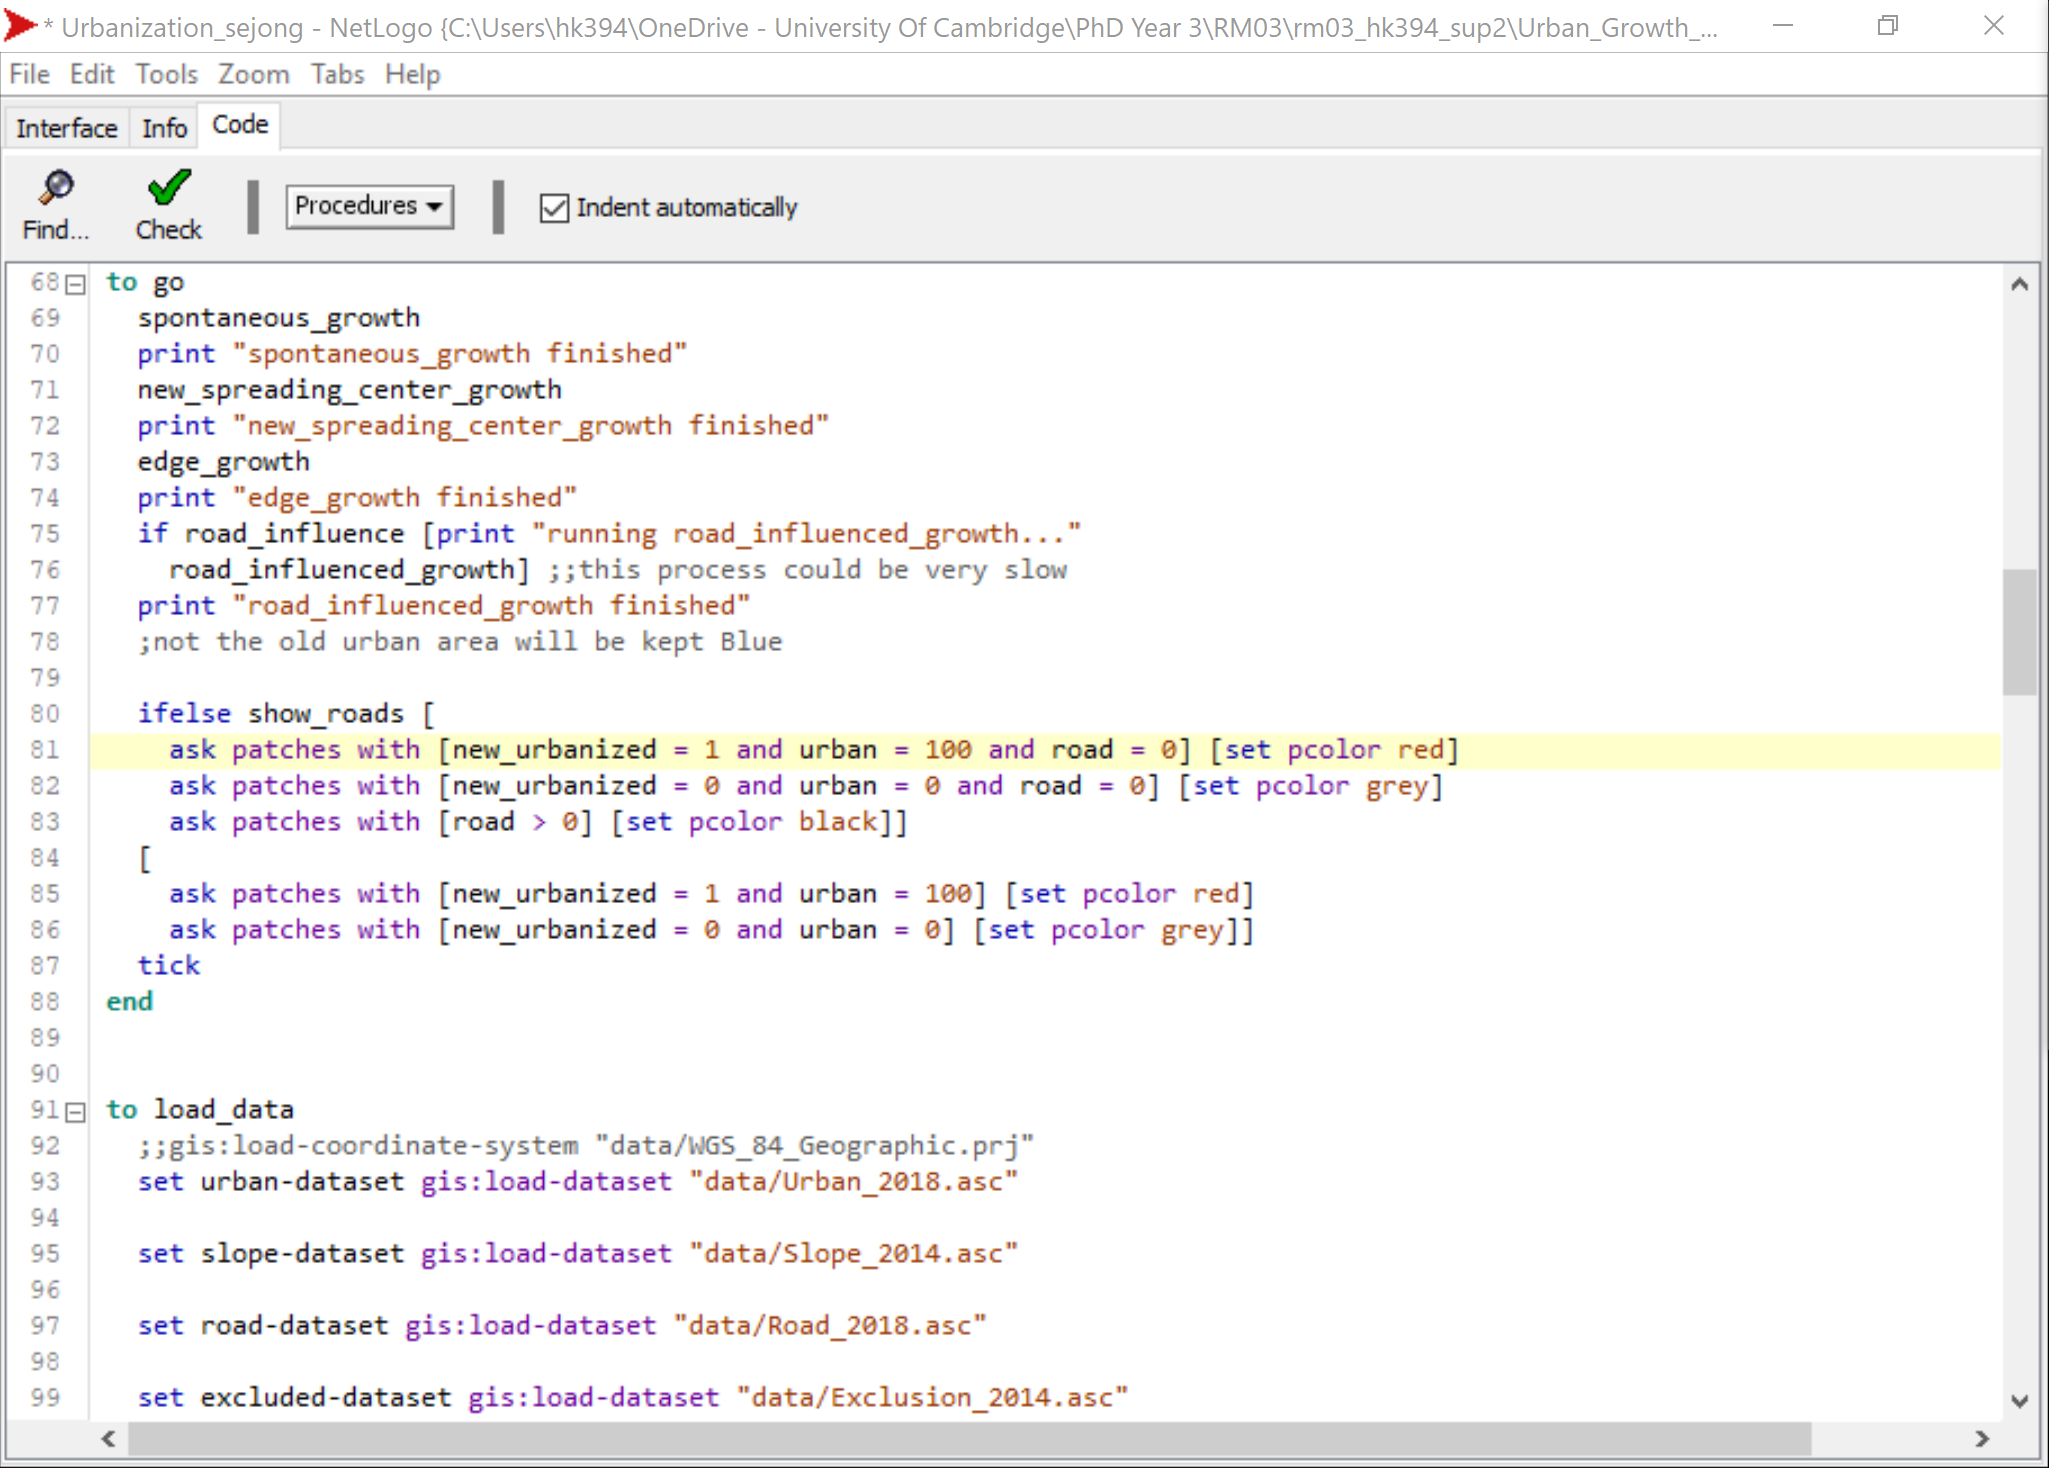 * Urbanization_sejong - NetLogo {C:\Users\hk394\OneDrive - University Of Cambridge\PhD Year 3\RM03\rm03_hk394_sup2\Urban_Growth_...
File Edit Tools Zoom Tabs Help
Interface Info Code
Find... Check Procedures Indent automatically
68 to go
69 spontaneous_growth
70 print "spontaneous_growth finished"
71 new_spreading_center_growth
72 print "new_spreading_center_growth finished"
73 edge_growth
74 print "edge_growth finished"
75 if road_influence [print "running road_influenced_growth..."
76 road_influenced_growth] ;;this process could be very slow
77 print "road_influenced_growth finished"
78 ;not the old urban area will be kept Blue
79
80 ifelse show_roads [
81 ask patches with [new_urbanized = 1 and urban = 100 and road = 0] [set pcolor red]
82 ask patches with [new_urbanized = 0 and urban = 0 and road = 0] [set pcolor grey]
83 ask patches with [road > 0] [set pcolor black]]
84 [
85 ask patches with [new_urbanized = 1 and urban = 100] [set pcolor red]
86 ask patches with [new_urbanized = 0 and urban = 0] [set pcolor grey]]
87 tick
88 end
89
90
91 to load_data
92 ;;gis:load-coordinate-system "data/WGS_84_Geographic.prj"
93 set urban-dataset gis:load-dataset "data/Urban_2018.asc"
94
95 set slope-dataset gis:load-dataset "data/Slope_2014.asc"
96
97 set road-dataset gis:load-dataset "data/Road_2018.asc"
98
99 set excluded-dataset gis:load-dataset "data/Exclusion_2014.asc"